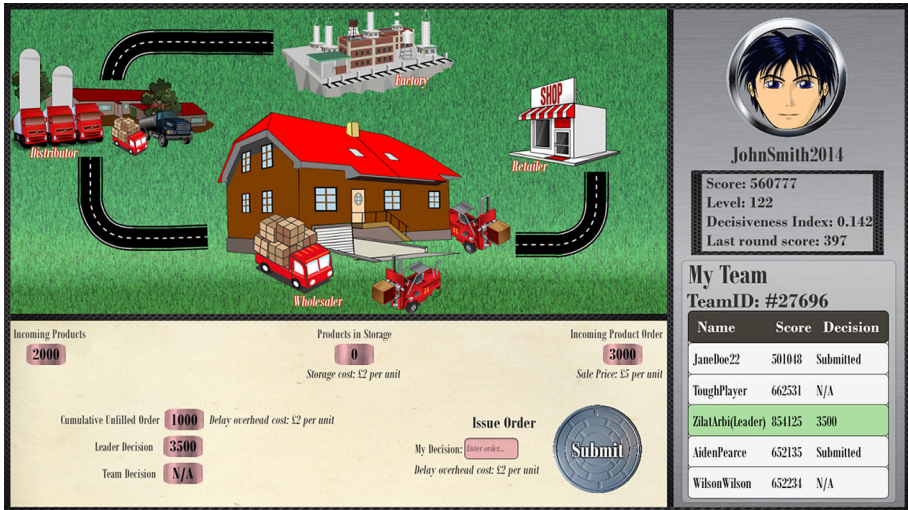 Factory
SHOP
Distributor
Retailer
Wholesaler
JohnSmith2014
Score: 560777
Level: 122
Decisiveness Index: 0.142
Last round score: 397
My Team
TeamID: #27696
Name Score Decision
JaneDoe22 501048 Submitted
ToughPlayer 662531 N/A
ZilatArbi(Leader) 854125 3500
AidenPearce 652135 Submitted
WilsonWilson 652234 N/A
Incoming Products
2000
Products in Storage
0
Storage cost: £2 per unit
Incoming Product Order
3000
Sale Price: £5 per unit
Cumulative Unfilled Order 1000 Delay overhead cost: £2 per unit
Leader Decision 3500
Team Decision N/A
Issue Order
My Decision: Enter order...
Delay overhead cost: £2 per unit
Submit